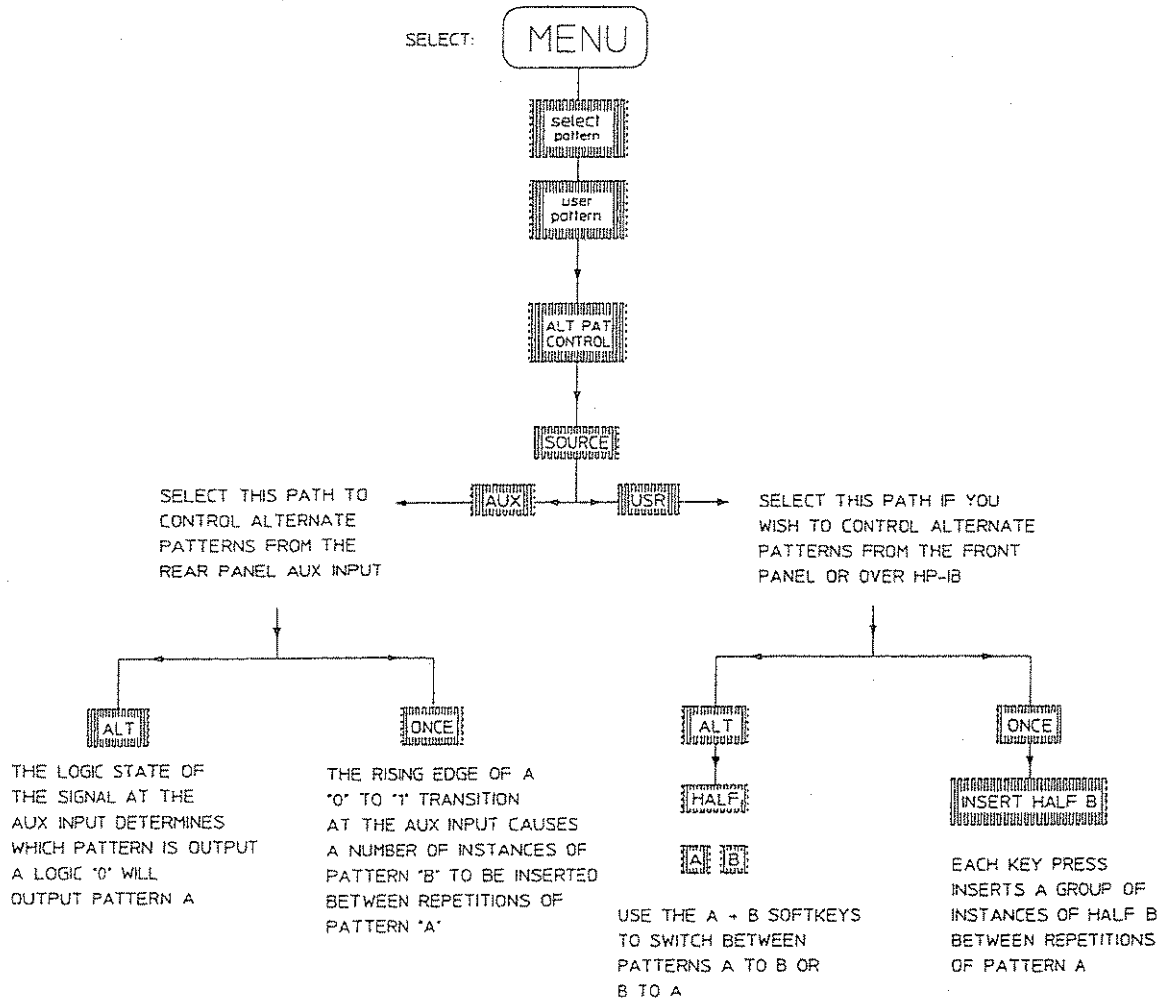 SELECT:
MENU
select
pattern
user
pattern
ALT PAT
CONTROL
SOURCE
AUX
USR
SELECT THIS PATH TO
CONTROL ALTERNATE
PATTERNS FROM THE
REAR PANEL AUX INPUT
SELECT THIS PATH IF YOU
WISH TO CONTROL ALTERNATE
PATTERNS FROM THE FRONT
PANEL OR OVER HP-IB
ALT
THE LOGIC STATE OF
THE SIGNAL AT THE
AUX INPUT DETERMINES
WHICH PATTERN IS OUTPUT
A LOGIC "0" WILL
OUTPUT PATTERN A
ONCE
THE RISING EDGE OF A
"0" TO "1" TRANSITION
AT THE AUX INPUT CAUSES
A NUMBER OF INSTANCES OF
PATTERN "B" TO BE INSERTED
BETWEEN REPETITIONS OF
PATTERN "A"
ALT
HALF
A B
USE THE A + B SOFTKEYS
TO SWITCH BETWEEN
PATTERNS A TO B OR
B TO A
ONCE
INSERT HALF B
EACH KEY PRESS
INSERTS A GROUP OF
INSTANCES OF HALF B
BETWEEN REPETITIONS
OF PATTERN A